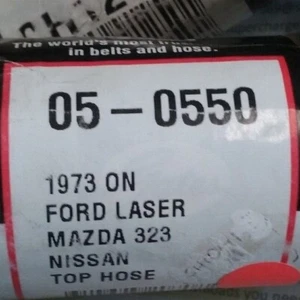 The world's most
in belts and hose.
05-0550
1973 ON
FORD LASER
MAZDA 323
NISSAN
TOP HOSE